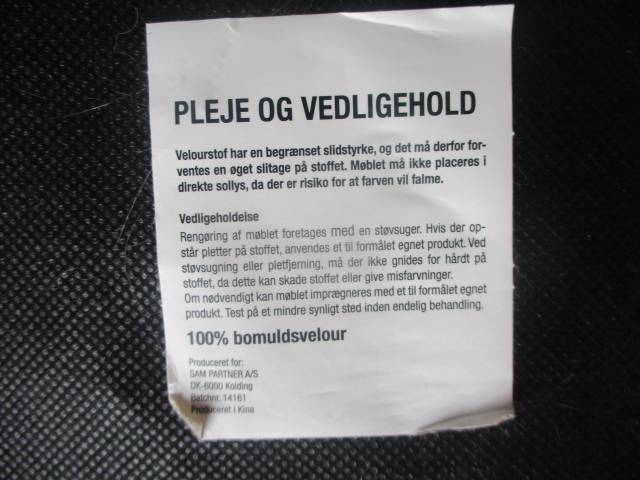 PLEJE OG VEDLIGEHOLD
Velourstof har en begrænset slidstyrke, og det må derfor for-
ventes en øget slitage på stoffet. Møblet må ikke placeres i
direkte sollys, da der er risiko for at farven vil falme.
Vedligeholdelse
Rengøring af møblet foretages med en støvsuger. Hvis der op-
står pletter på stoffet, anvendes et til formålet egnet produkt. Ved
støvsugning eller pletfjerning, må der ikke gnides for hårdt på
stoffet, da dette kan skade stoffet eller give misfarvninger.
Om nødvendigt kan møblet imprægneres med et til formålet egnet
produkt. Test på et mindre synligt sted inden endelig behandling.
100% bomuldsvelour
Produceret for:
SAM PARTNER A/S
DK-6000 Kolding
Batchnr. 14161
Produceret i Kina